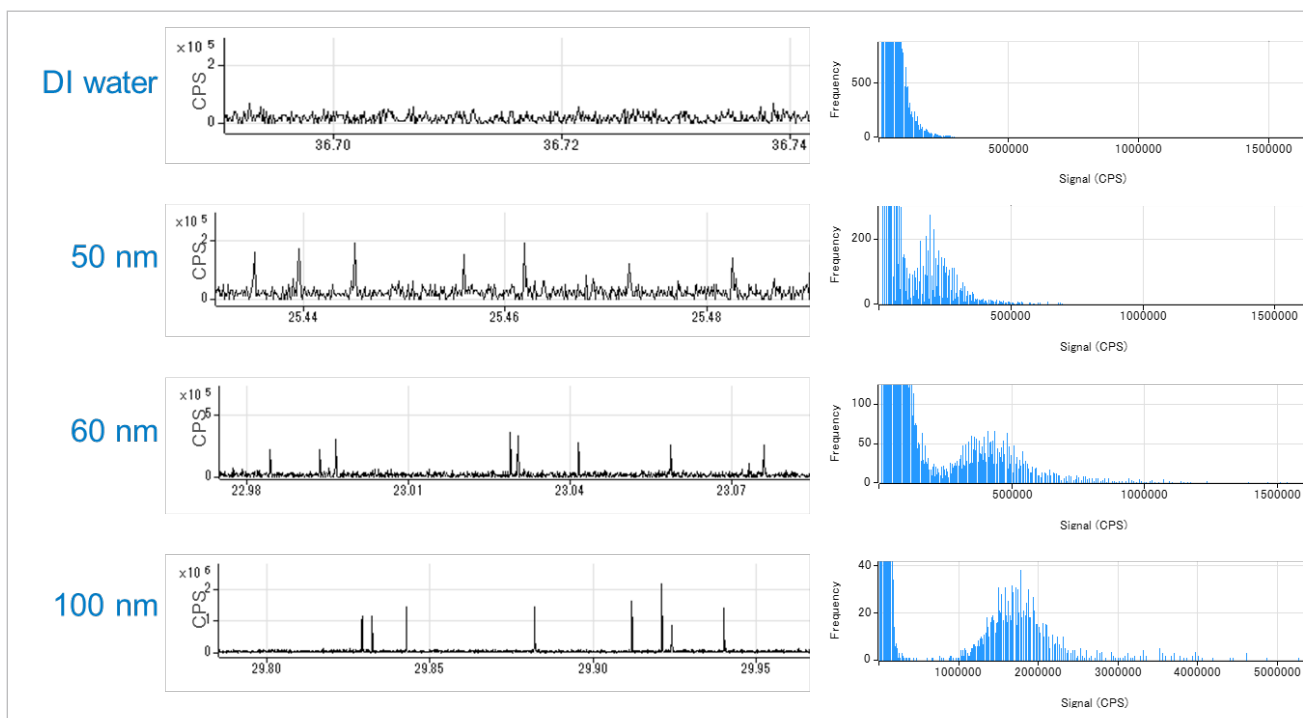 DI water
×10 5
CPS
2
0
36.70 36.72 36.74
Frequency
500
0
500000 1000000 1500000
Signal (CPS)
50 nm
×10 5
CPS
2
0
25.44 25.46 25.48
Frequency
200
0
500000 1000000 1500000
Signal (CPS)
60 nm
×10 5
CPS
5
0
22.98 23.01 23.04 23.07
Frequency
100
50
0
500000 1000000 1500000
Signal (CPS)
100 nm
×10 6
CPS
2
1
0
29.80 29.85 29.90 29.95
Frequency
40
20
0
1000000 2000000 3000000 4000000 5000000
Signal (CPS)